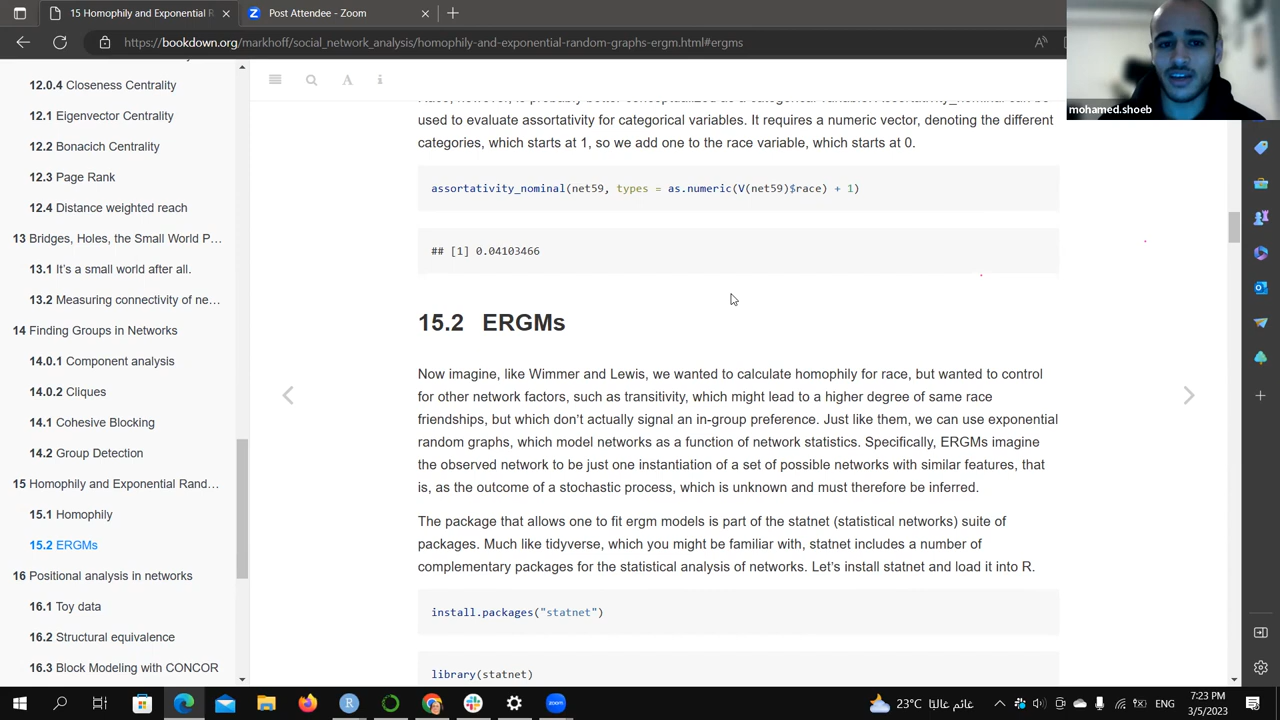 15 Homophily and Exponential R
Post Attendee - Zoom
https://bookdown.org/markhoff/social_network_analysis/homophily-and-exponential-random-graphs-ergm.html#ergms
mohamed.shoeb
12.0.4 Closeness Centrality
12.1 Eigenvector Centrality
12.2 Bonacich Centrality
12.3 Page Rank
12.4 Distance weighted reach
13 Bridges, Holes, the Small World P…
13.1 It's a small world after all.
13.2 Measuring connectivity of ne…
14 Finding Groups in Networks
14.0.1 Component analysis
14.0.2 Cliques
14.1 Cohesive Blocking
14.2 Group Detection
15 Homophily and Exponential Rand…
15.1 Homophily
15.2 ERGMs
16 Positional analysis in networks
16.1 Toy data
16.2 Structural equivalence
16.3 Block Modeling with CONCOR
used to evaluate assortativity for categorical variables. It requires a numeric vector, denoting the different
categories, which starts at 1, so we add one to the race variable, which starts at 0.
assortativity_nominal(net59, types = as.numeric(V(net59)$race) + 1)
## [1] 0.04103466
15.2 ERGMs
Now imagine, like Wimmer and Lewis, we wanted to calculate homophily for race, but wanted to control
for other network factors, such as transitivity, which might lead to a higher degree of same race
friendships, but which don't actually signal an in-group preference. Just like them, we can use exponential
random graphs, which model networks as a function of network statistics. Specifically, ERGMs imagine
the observed network to be just one instantiation of a set of possible networks with similar features, that
is, as the outcome of a stochastic process, which is unknown and must therefore be inferred.
The package that allows one to fit ergm models is part of the statnet (statistical networks) suite of
packages. Much like tidyverse, which you might be familiar with, statnet includes a number of
complementary packages for the statistical analysis of networks. Let's install statnet and load it into R.
install.packages("statnet")
library(statnet)
23°C غائم غالبًا
ENG
7:23 PM
3/5/2023